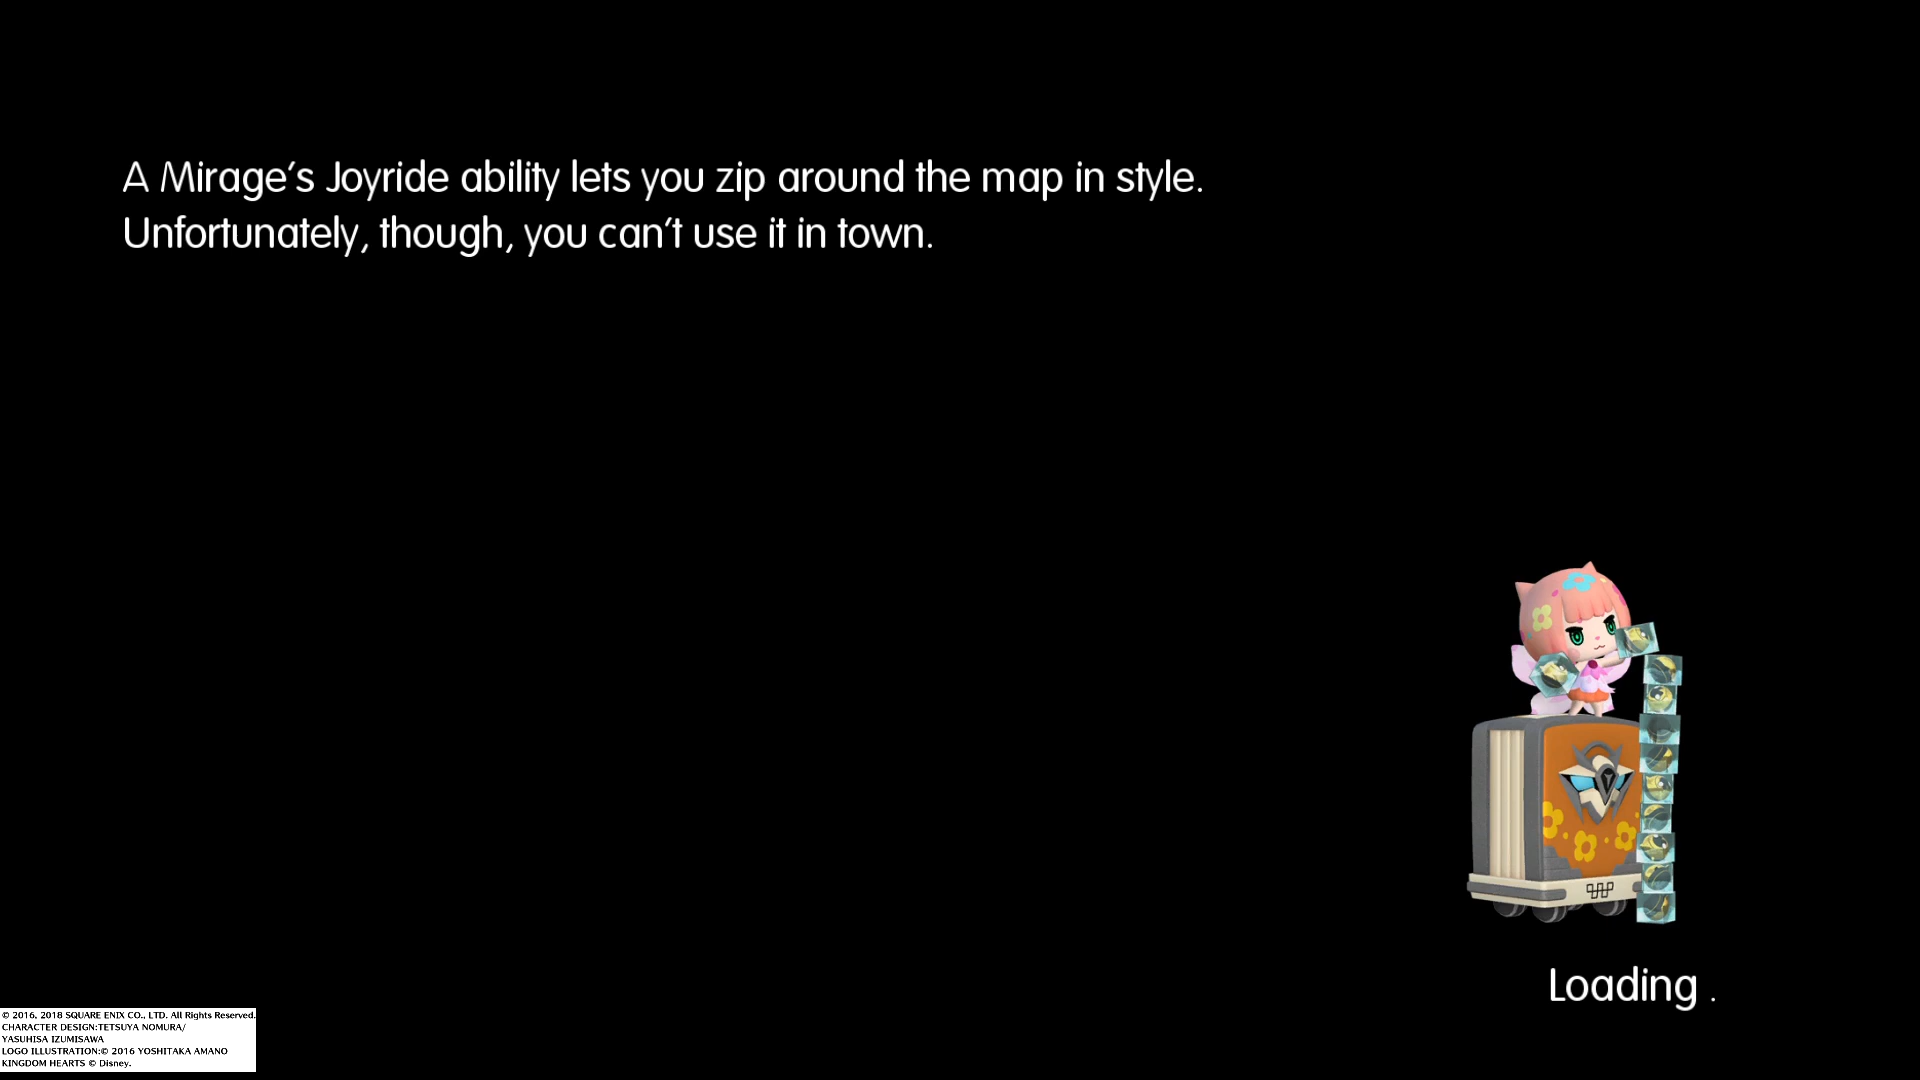 A Mirage's Joyride ability lets you zip around the map in style.
Unfortunately, though, you can't use it in town.
Loading .
© 2016, 2018 SQUARE ENIX CO., LTD. All Rights Reserved.
CHARACTER DESIGN:TETSUYA NOMURA/
YASUHISA IZUMISAWA
LOGO ILLUSTRATION:© 2016 YOSHITAKA AMANO
KINGDOM HEARTS © Disney.